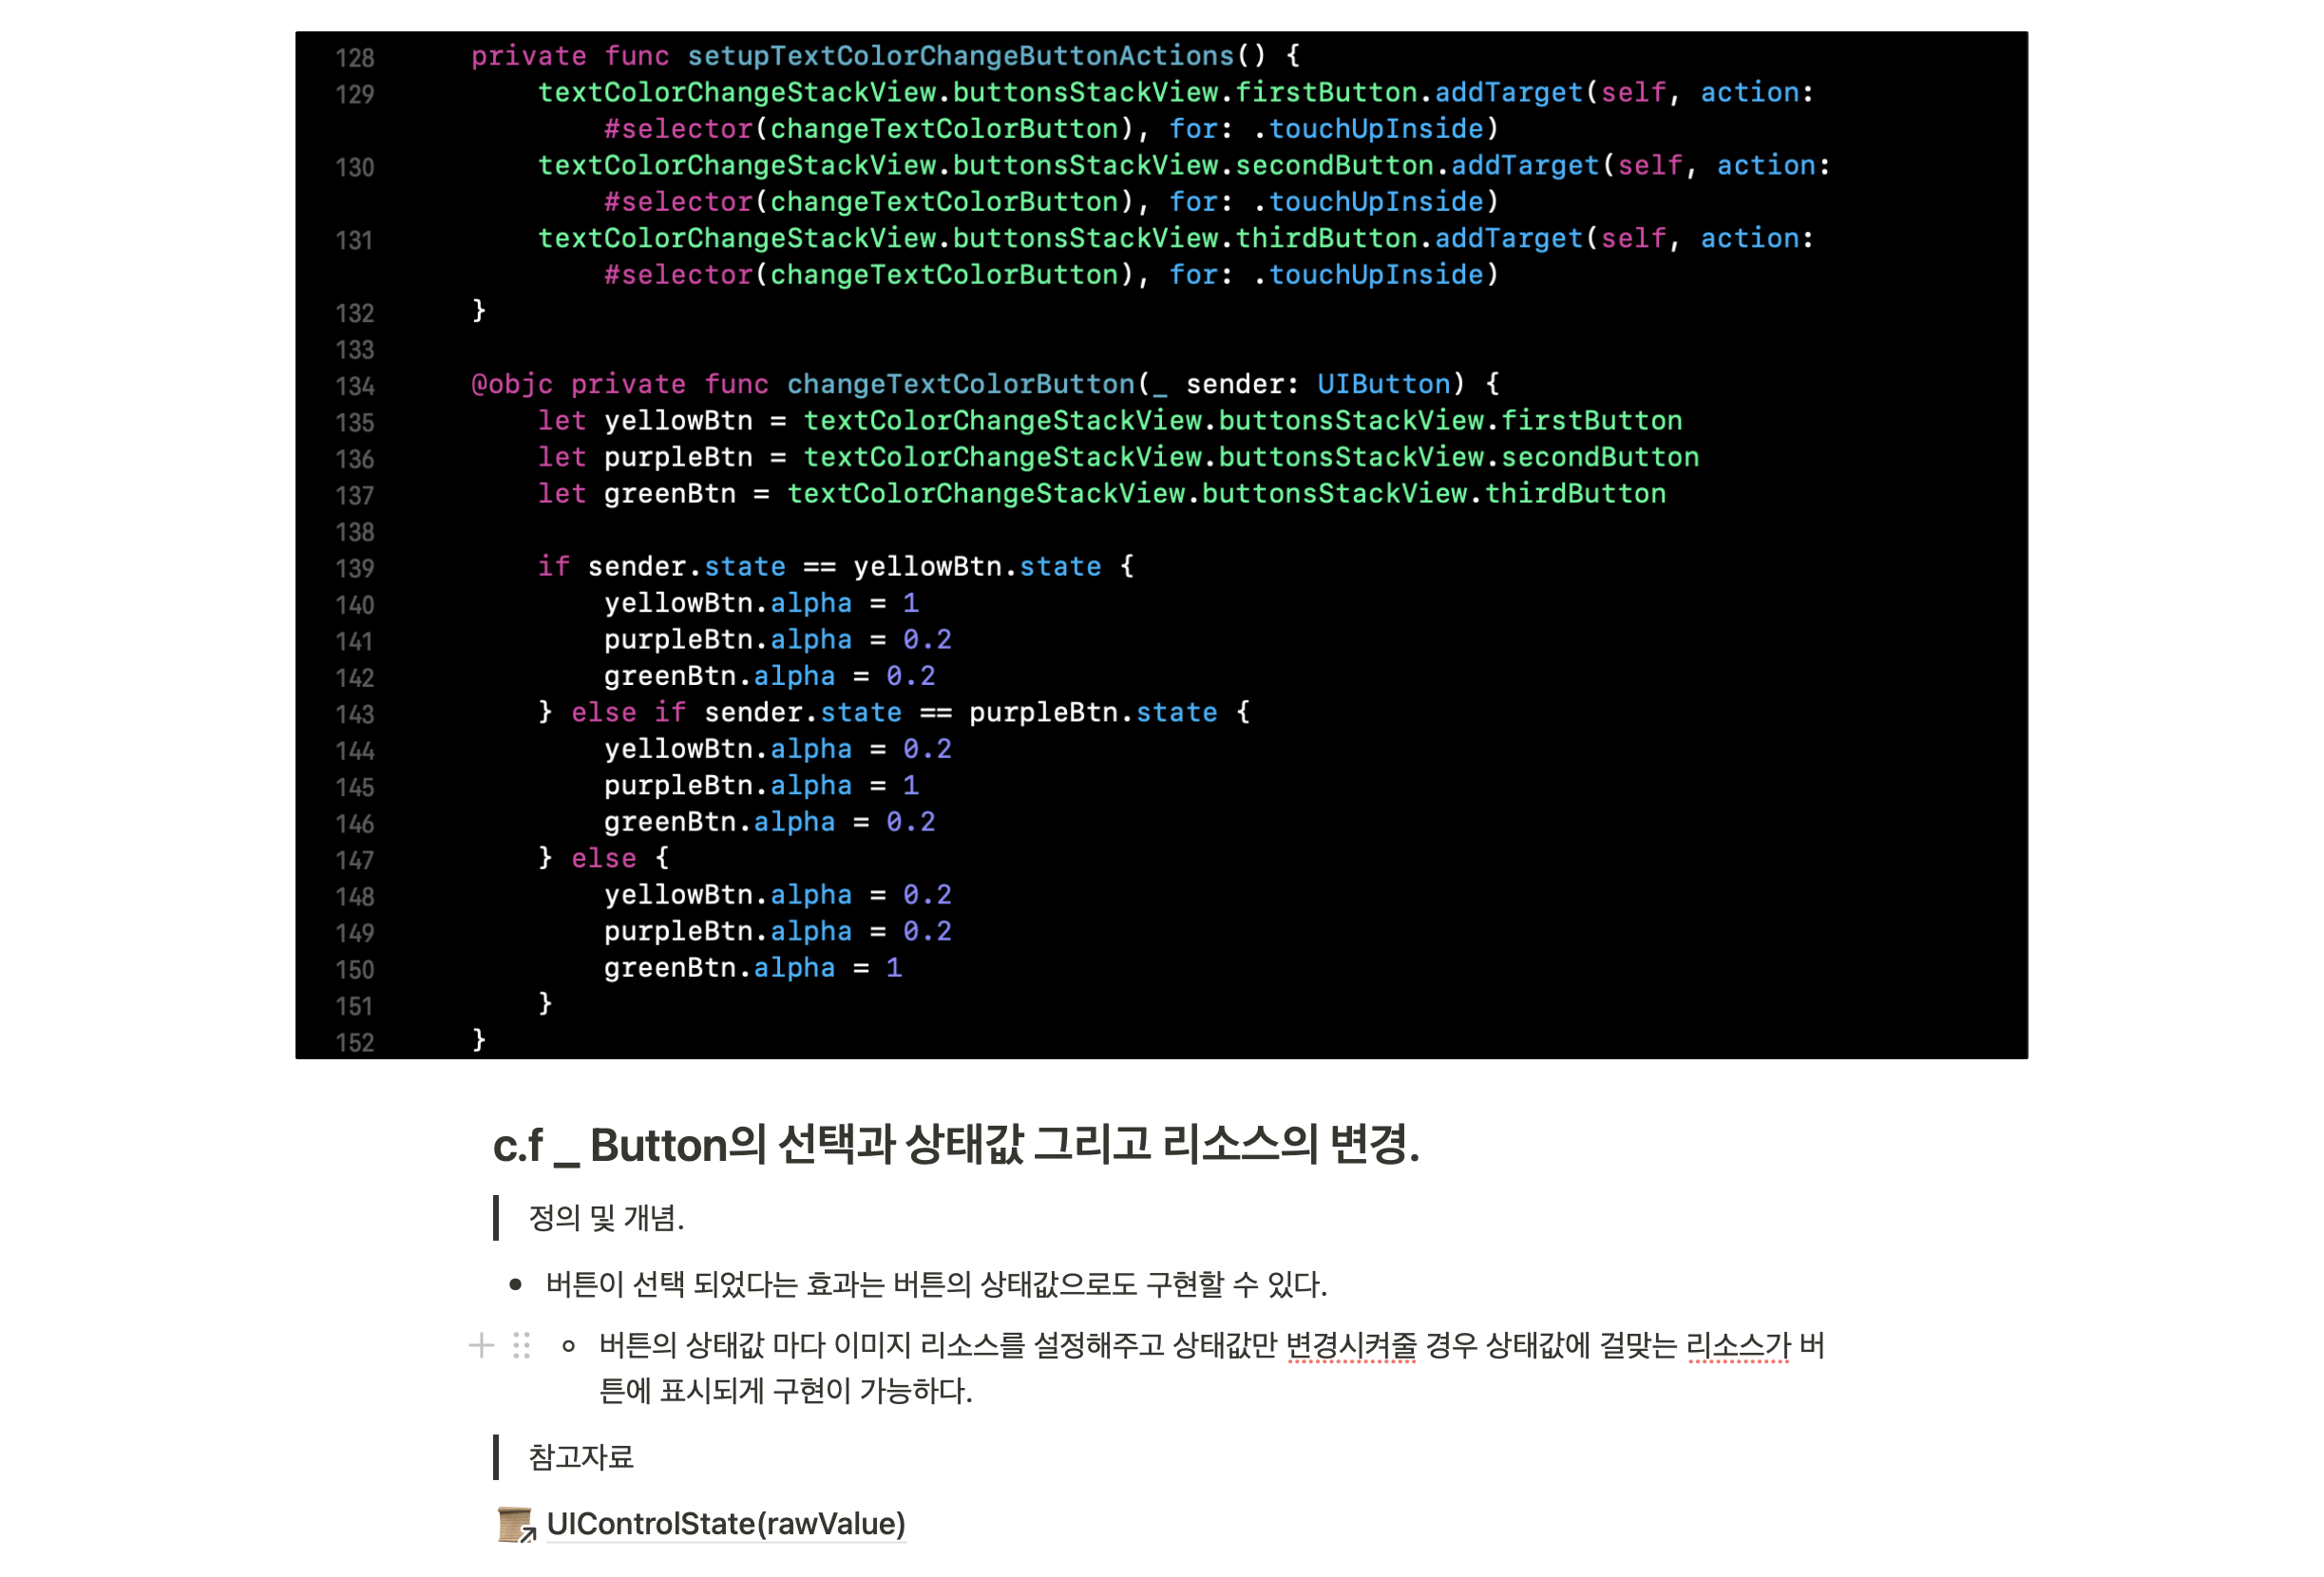 128 private func setupTextColorChangeButtonActions() {
129 textColorChangeStackView.buttonsStackView.firstButton.addTarget(self, action:
#selector(changeTextColorButton), for: .touchUpInside)
130 textColorChangeStackView.buttonsStackView.secondButton.addTarget(self, action:
#selector(changeTextColorButton), for: .touchUpInside)
131 textColorChangeStackView.buttonsStackView.thirdButton.addTarget(self, action:
#selector(changeTextColorButton), for: .touchUpInside)
132 }
133
134 @objc private func changeTextColorButton(_ sender: UIButton) {
135 let yellowBtn = textColorChangeStackView.buttonsStackView.firstButton
136 let purpleBtn = textColorChangeStackView.buttonsStackView.secondButton
137 let greenBtn = textColorChangeStackView.buttonsStackView.thirdButton
138
139 if sender.state == yellowBtn.state {
140 yellowBtn.alpha = 1
141 purpleBtn.alpha = 0.2
142 greenBtn.alpha = 0.2
143 } else if sender.state == purpleBtn.state {
144 yellowBtn.alpha = 0.2
145 purpleBtn.alpha = 1
146 greenBtn.alpha = 0.2
147 } else {
148 yellowBtn.alpha = 0.2
149 purpleBtn.alpha = 0.2
150 greenBtn.alpha = 1
151 }
152 }
c.f _ Button의 선택과 상태값 그리고 리소스의 변경.
정의 및 개념.
• 버튼이 선택 되었다는 효과는 버튼의 상태값으로도 구현할 수 있다.
◦ 버튼의 상태값 마다 이미지 리소스를 설정해주고 상태값만 변경시켜줄 경우 상태값에 걸맞는 리소스가 버
튼에 표시되게 구현이 가능하다.
참고자료
UIControlState(rawValue)